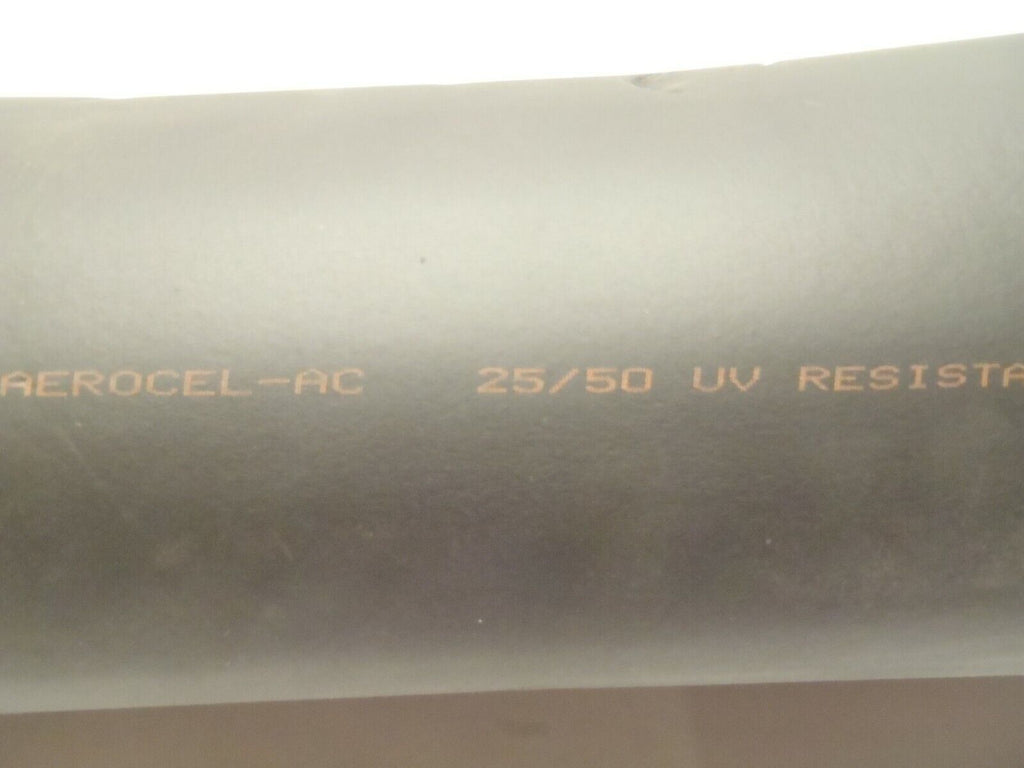 AEROCEL-AC 25/50 UV RESISTA